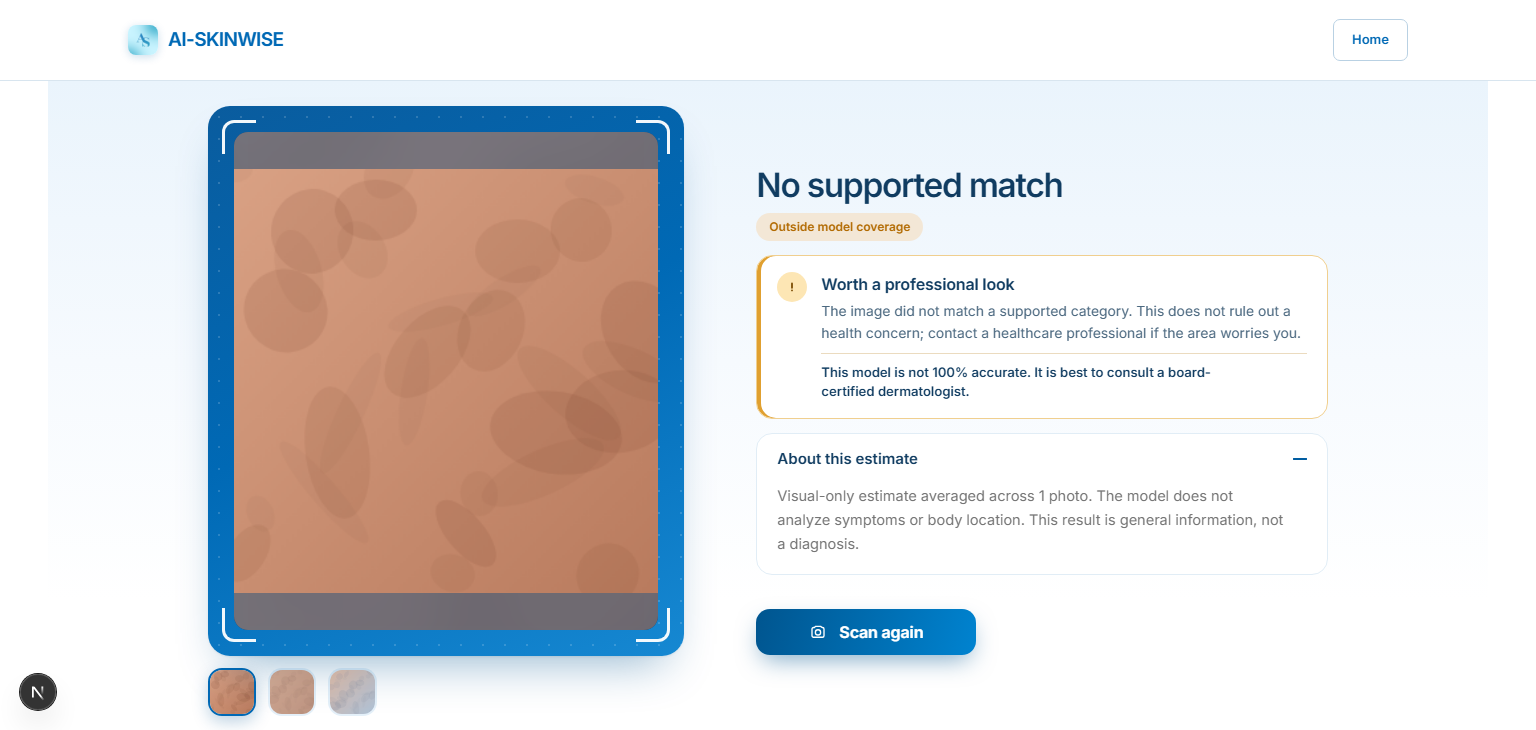 AI-SKINWISE
Home
No supported match
Outside model coverage
!
Worth a professional look
The image did not match a supported category. This does not rule out a
health concern; contact a healthcare professional if the area worries you.
This model is not 100% accurate. It is best to consult a board-
certified dermatologist.
About this estimate
Visual-only estimate averaged across 1 photo. The model does not
analyze symptoms or body location. This result is general information, not
a diagnosis.
Scan again
N